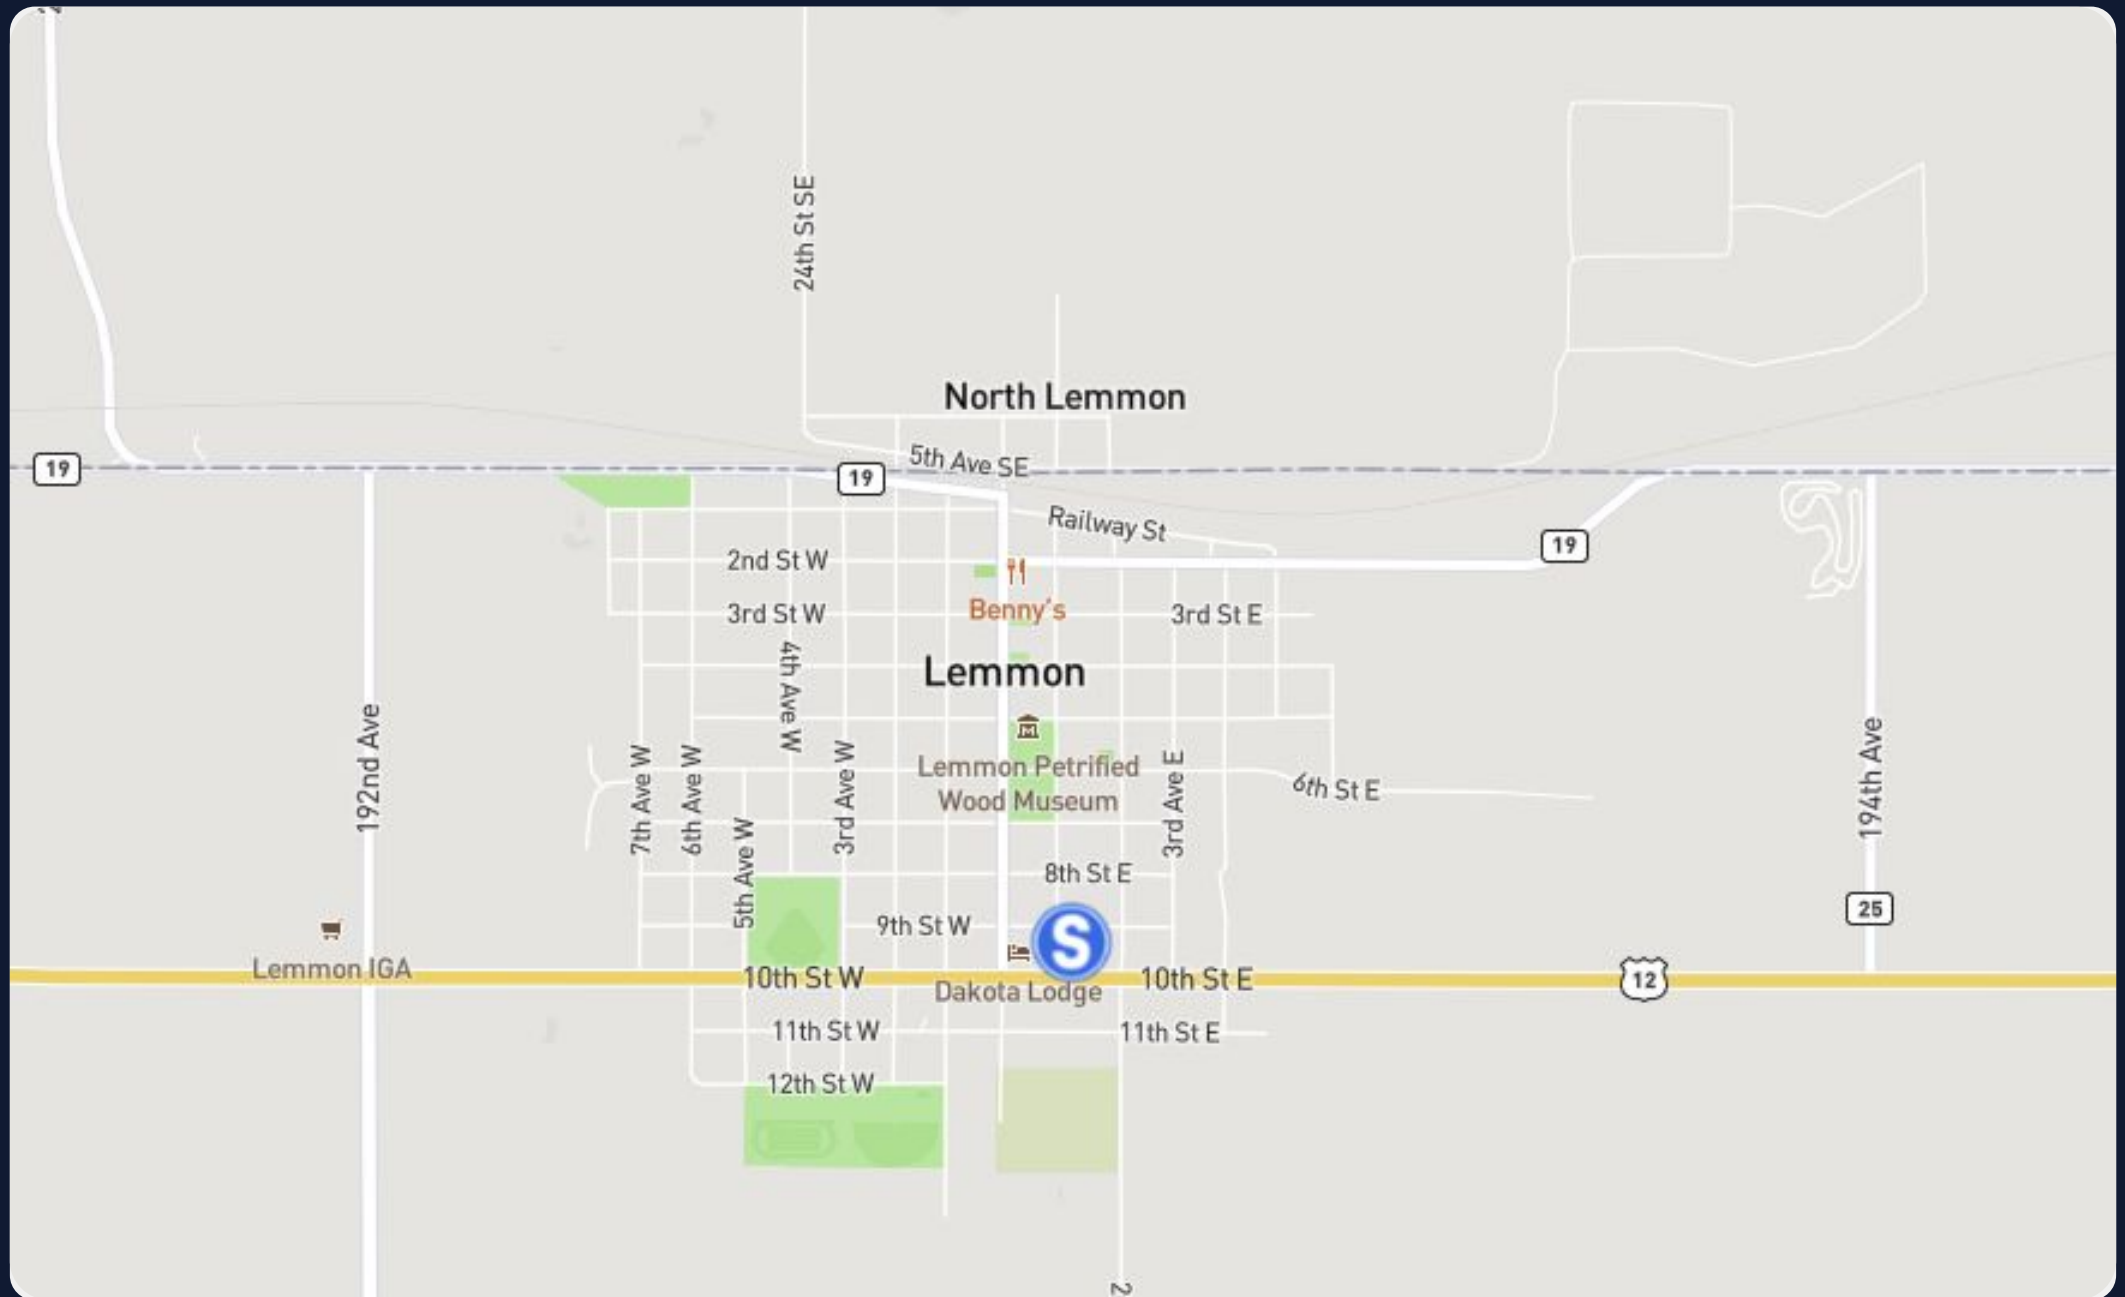 24th St SE
North Lemmon
5th Ave SE
19
19
Railway St
19
2nd St W
3rd St W
Benny's
3rd St E
4th Ave W
Lemmon
192nd Ave
7th Ave W
6th Ave W
5th Ave W
3rd Ave W
Lemmon Petrified
Wood Museum
3rd Ave E
6th St E
194th Ave
8th St E
25
9th St W
S
Lemmon IGA
10th St W
Dakota Lodge
10th St E
12
11th St W
11th St E
12th St W
2